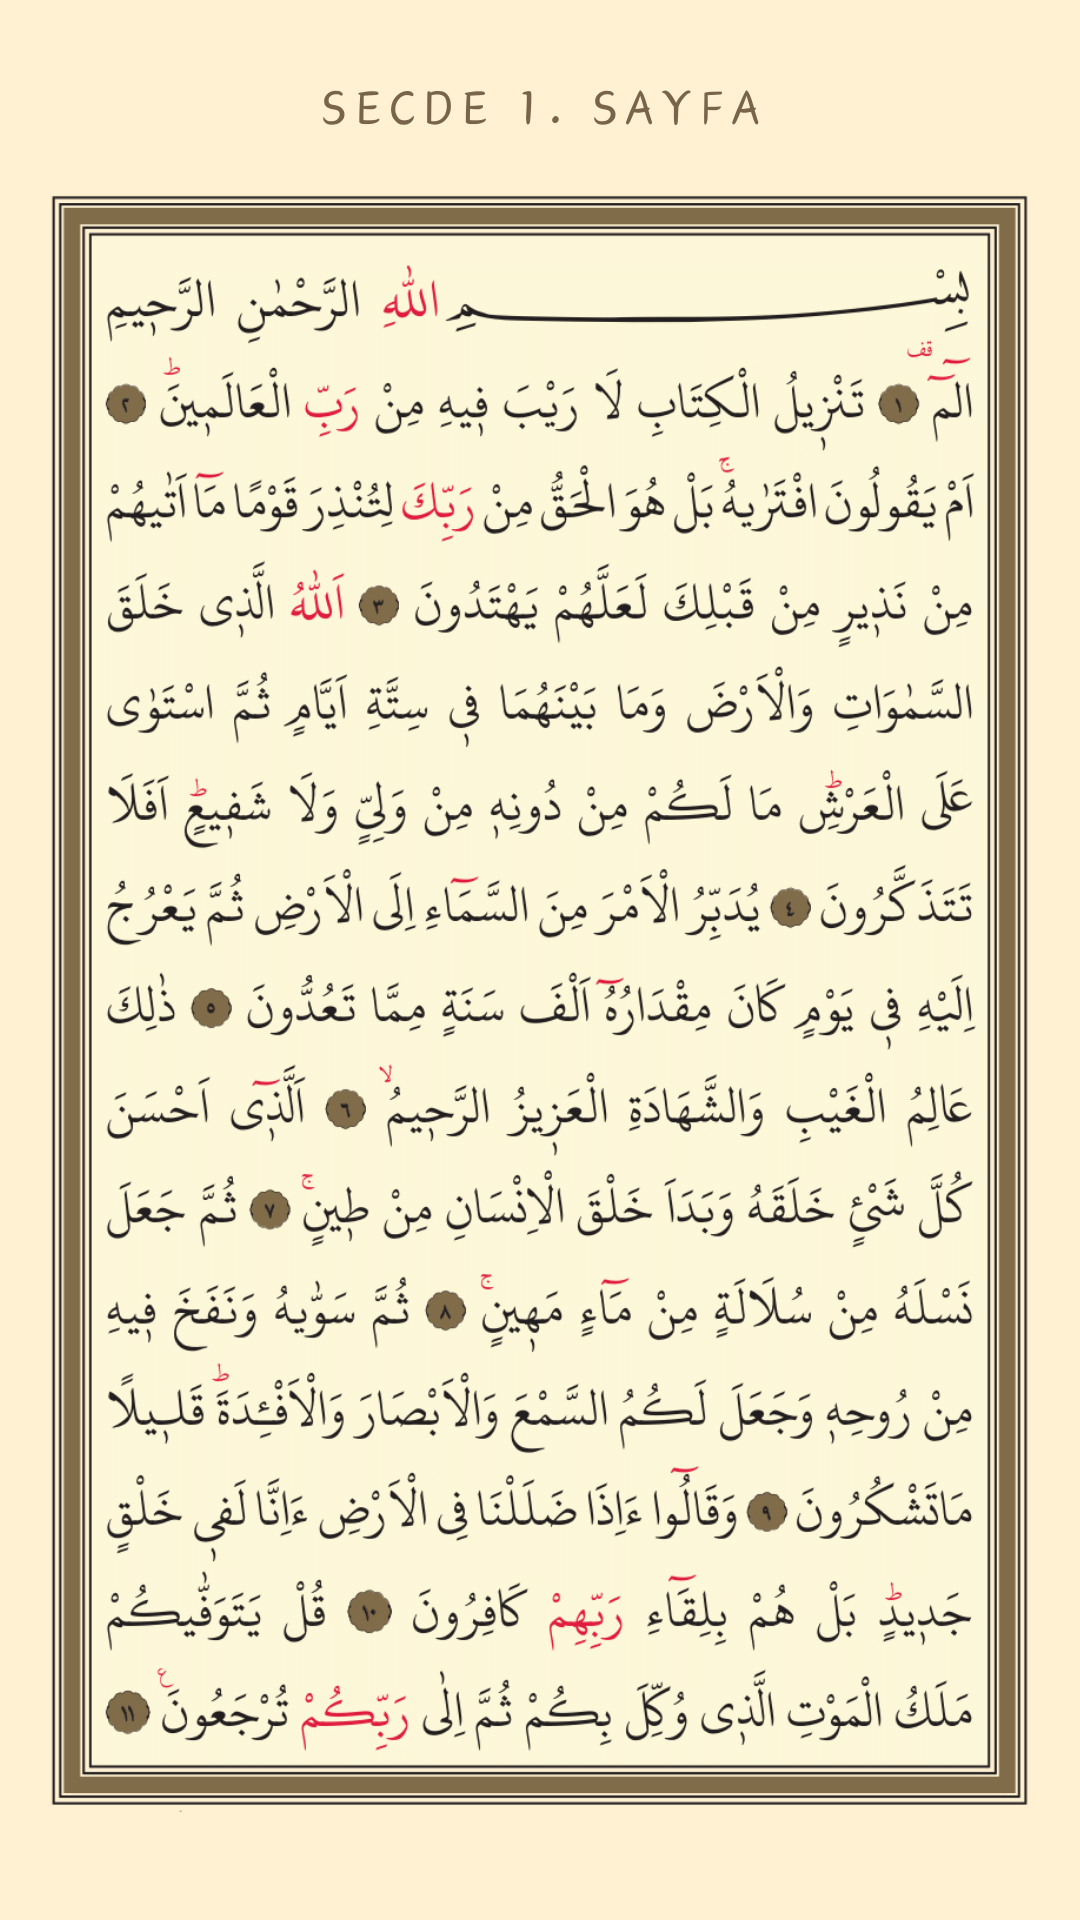 SECDE 1. SAYFA
بِسْمِ اللّٰهِ الرَّحْمٰنِ الرَّح۪يمِ
الٓمٓ ۚ قف ١ تَنْز۪يلُ الْكِتَابِ لَا رَيْبَ ف۪يهِ مِنْ رَبِّ الْعَالَم۪ينَۜ ٢
اَمْ يَقُولُونَ افْتَرٰيهُۚ بَلْ هُوَ الْحَقُّ مِنْ رَبِّكَ لِتُنْذِرَ قَوْمًا مَٓا اَتٰيهُمْ
مِنْ نَذ۪يرٍ مِنْ قَبْلِكَ لَعَلَّهُمْ يَهْتَدُونَ ٣ اَللّٰهُ الَّذ۪ى خَلَقَ
السَّمٰوَاتِ وَالْاَرْضَ وَمَا بَيْنَهُمَا ف۪ى سِتَّةِ اَيَّامٍ ثُمَّ اسْتَوٰى
عَلَى الْعَرْشِۜ مَا لَكُمْ مِنْ دُونِه۪ مِنْ وَلِىٍّ وَلَا شَف۪يعٍۜ اَفَلَا
تَتَذَكَّرُونَ ٤ يُدَبِّرُ الْاَمْرَ مِنَ السَّمَٓاءِ اِلَى الْاَرْضِ ثُمَّ يَعْرُجُ
اِلَيْهِ ف۪ى يَوْمٍ كَانَ مِقْدَارُهُٓ اَلْفَ سَنَةٍ مِمَّا تَعُدُّونَ ٥ ذٰلِكَ
عَالِمُ الْغَيْبِ وَالشَّهَادَةِ الْعَز۪يزُ الرَّح۪يمُۙ ٦ اَلَّذ۪ٓى اَحْسَنَ
كُلَّ شَىْئٍ خَلَقَهُ وَبَدَاَ خَلْقَ الْاِنْسَانِ مِنْ ط۪ينٍۚ ٧ ثُمَّ جَعَلَ
نَسْلَهُ مِنْ سُلَالَةٍ مِنْ مَٓاءٍ مَه۪ينٍۚ ٨ ثُمَّ سَوّٰيهُ وَنَفَخَ ف۪يهِ
مِنْ رُوحِه۪ وَجَعَلَ لَكُمُ السَّمْعَ وَالْاَبْصَارَ وَالْاَفْـِٔدَةَۜ قَل۪يلًا
مَاتَشْكُرُونَ ٩ وَقَالُٓوا ءَاِذَا ضَلَلْنَا فِى الْاَرْضِ ءَاِنَّا لَف۪ى خَلْقٍ
جَد۪يدٍۜ بَلْ هُمْ بِلِقَٓاءِ رَبِّهِمْ كَافِرُونَ ١٠ قُلْ يَتَوَفّٰيكُمْ
مَلَكُ الْمَوْتِ الَّذ۪ى وُكِّلَ بِكُمْ ثُمَّ اِلٰى رَبِّكُمْ تُرْجَعُونَ ع ١١